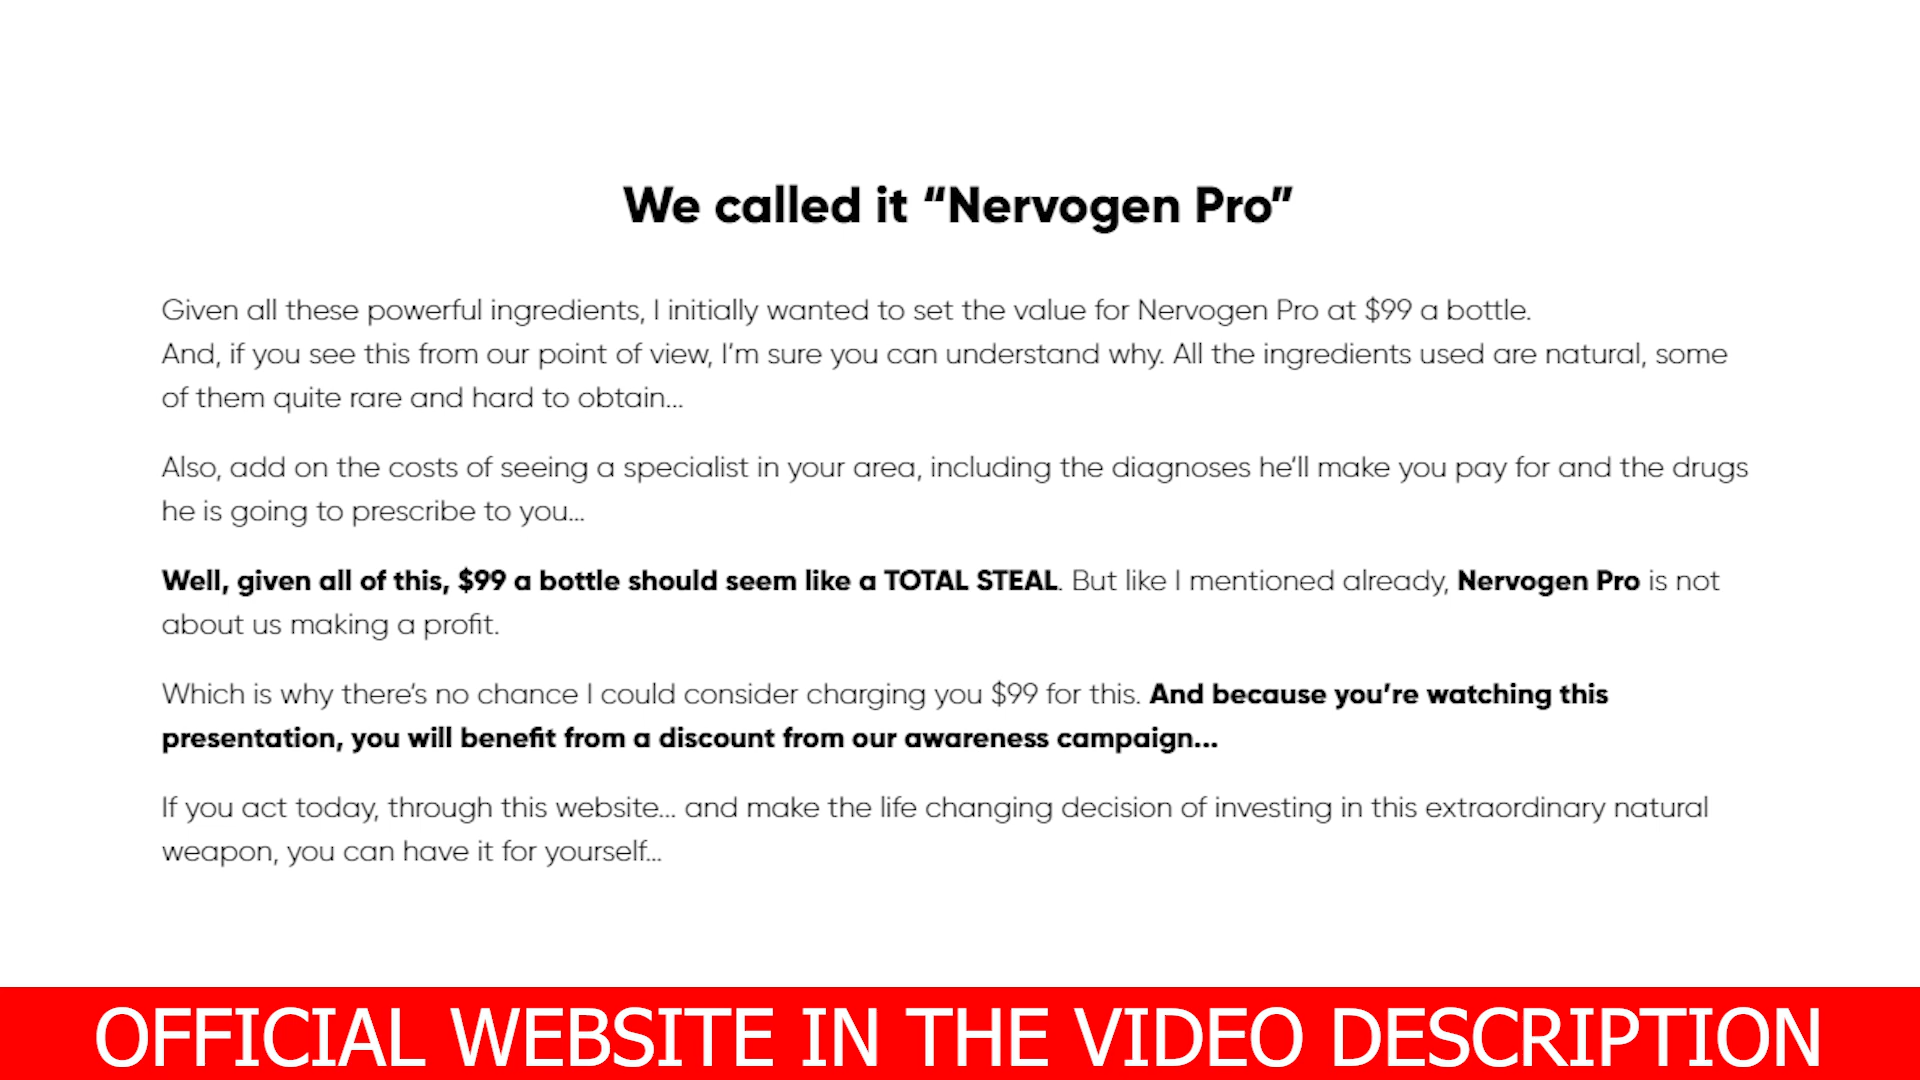 We called it “Nervogen Pro”
Given all these powerful ingredients, I initially wanted to set the value for Nervogen Pro at $99 a bottle.
And, if you see this from our point of view, I’m sure you can understand why. All the ingredients used are natural, some
of them quite rare and hard to obtain...
Also, add on the costs of seeing a specialist in your area, including the diagnoses he’ll make you pay for and the drugs
he is going to prescribe to you...
Well, given all of this, $99 a bottle should seem like a TOTAL STEAL. But like I mentioned already, Nervogen Pro is not
about us making a profit.
Which is why there’s no chance I could consider charging you $99 for this. And because you’re watching this
presentation, you will benefit from a discount from our awareness campaign...
If you act today, through this website... and make the life changing decision of investing in this extraordinary natural
weapon, you can have it for yourself...
OFFICIAL WEBSITE IN THE VIDEO DESCRIPTION